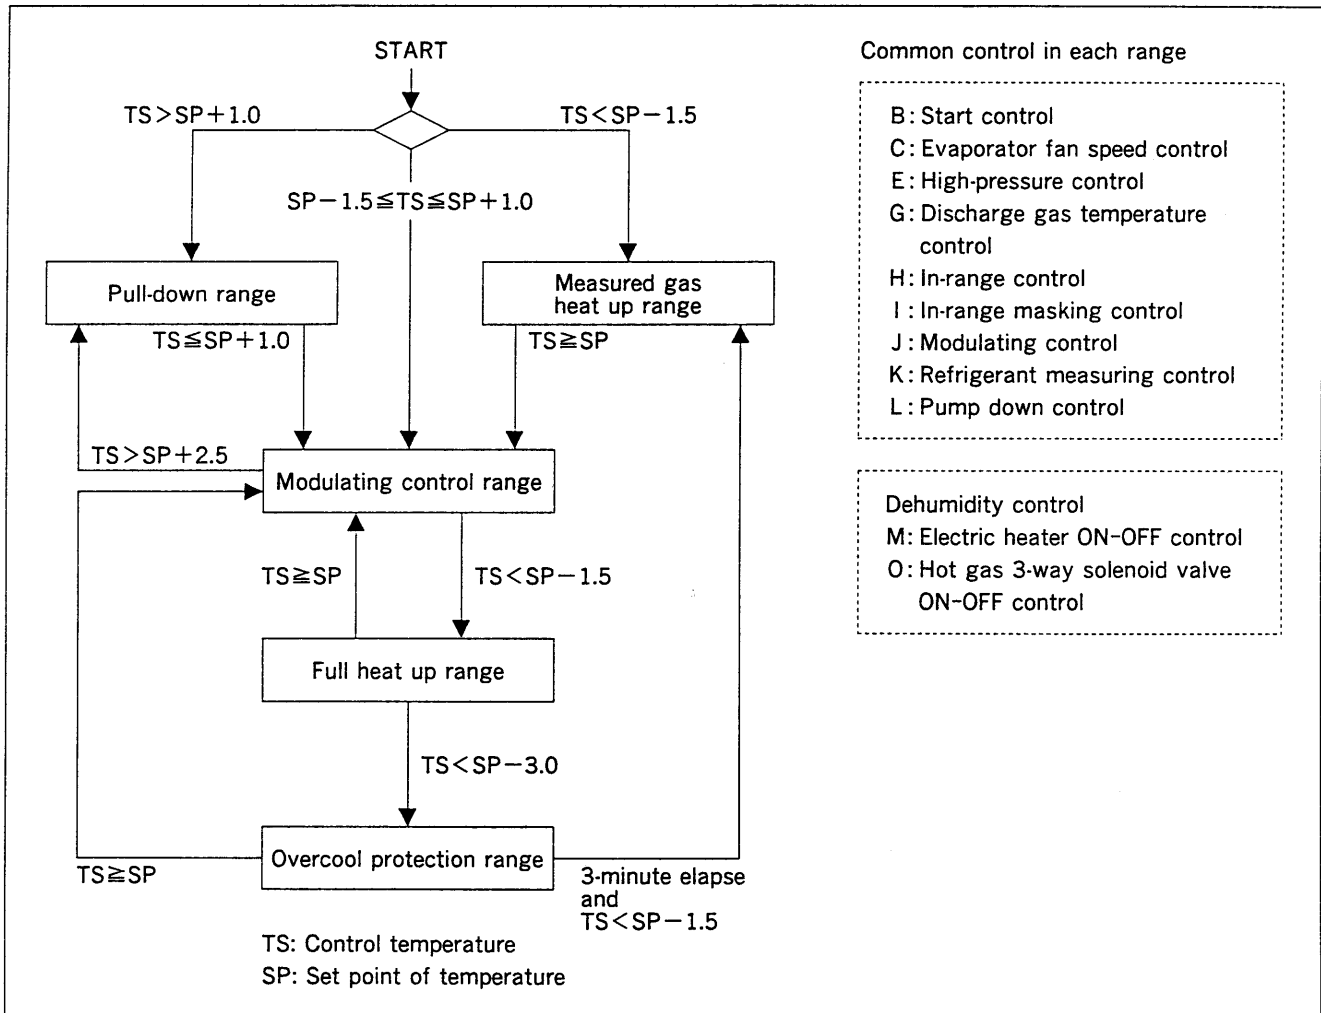 START
TS>SP+1.0
TS<SP−1.5
SP−1.5≦TS≦SP+1.0
Pull-down range
Measured gas
heat up range
TS≦SP+1.0
TS≧SP
TS>SP+2.5
Modulating control range
TS≧SP
TS<SP−1.5
Full heat up range
TS<SP−3.0
Overcool protection range
TS≧SP
3-minute elapse
and
TS<SP−1.5
TS: Control temperature
SP: Set point of temperature
Common control in each range
B: Start control
C: Evaporator fan speed control
E: High-pressure control
G: Discharge gas temperature
control
H: In-range control
I: In-range masking control
J: Modulating control
K: Refrigerant measuring control
L: Pump down control
Dehumidity control
M: Electric heater ON-OFF control
O: Hot gas 3-way solenoid valve
ON-OFF control